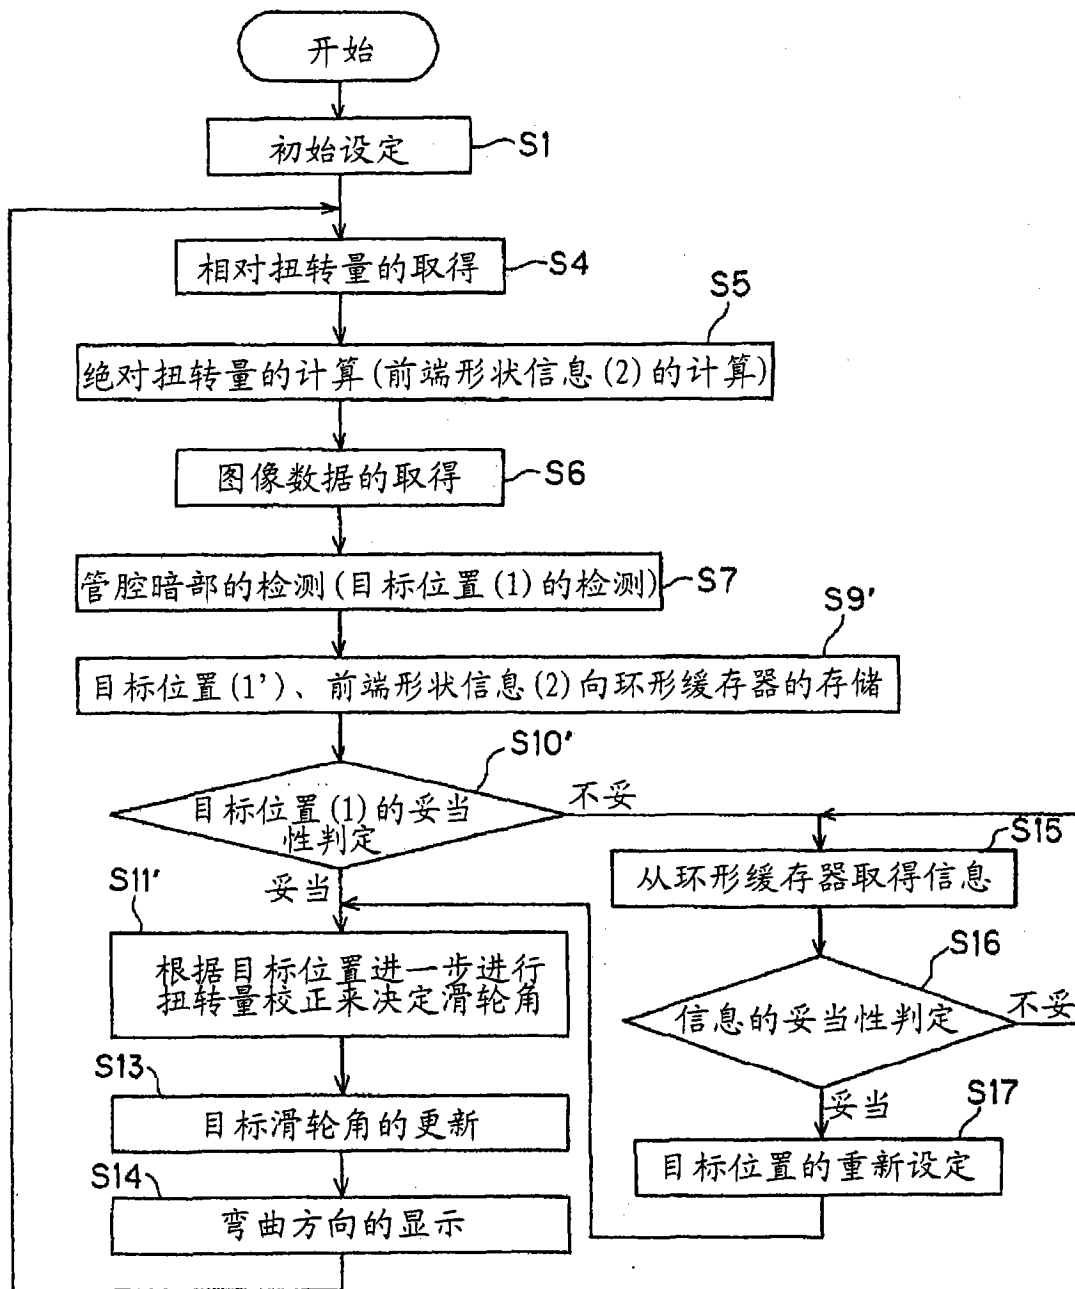 开始
初始设定
S1
相对扭转量的取得
S4
S5
绝对扭转量的计算(前端形状信息(2)的计算)
图像数据的取得
S6
管腔暗部的检测(目标位置(1)的检测)
S7
S9'
目标位置(1')、前端形状信息(2)向环形缓存器的存储
S10'
目标位置(1)的妥当
性判定
不妥
妥当
S15
从环形缓存器取得信息
S16
信息的妥当性判定
不妥
妥当
S17
目标位置的重新设定
S11'
根据目标位置进一步进行
扭转量校正来决定滑轮角
S13
目标滑轮角的更新
S14
弯曲方向的显示